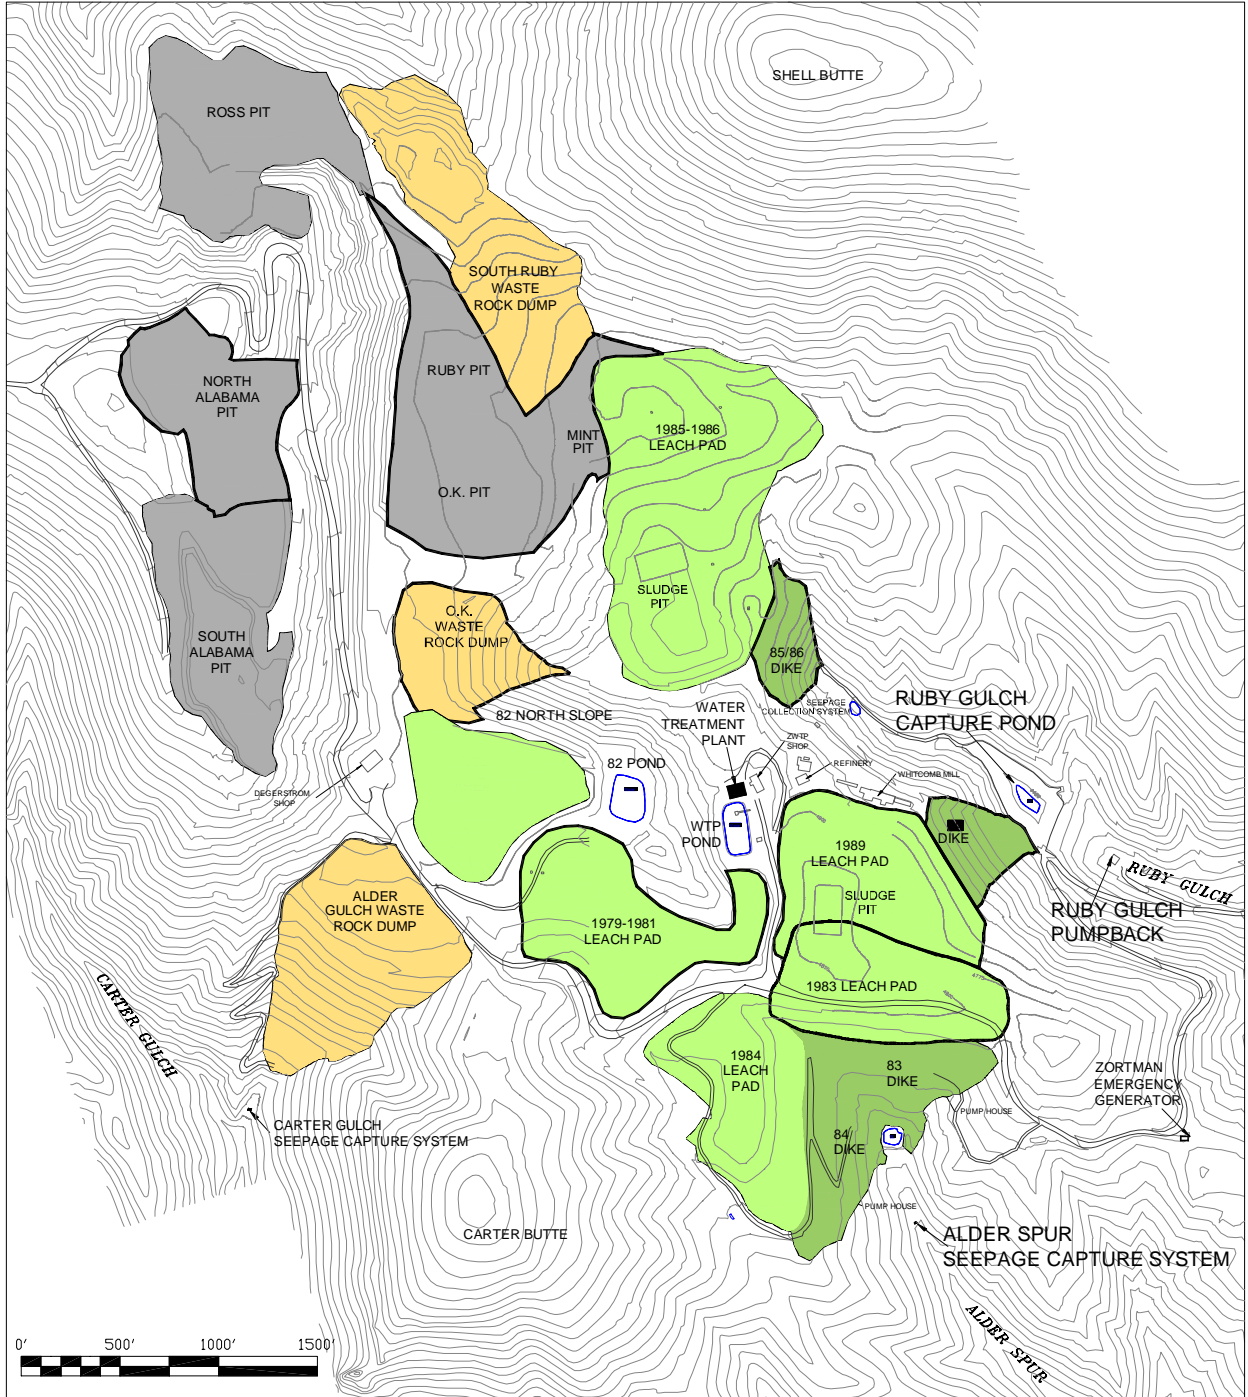 SHELL BUTTE
ROSS PIT
SOUTH RUBY
WASTE
ROCK DUMP
RUBY PIT
NORTH
ALABAMA
PIT
MINT
PIT
1985-1986
LEACH PAD
O.K. PIT
SLUDGE
PIT
O.K.
WASTE
ROCK DUMP
SOUTH
ALABAMA
PIT
85/86
DIKE
RUBY GULCH
CAPTURE POND
SEEPAGE
COLLECTION SYSTEM
WATER
TREATMENT
PLANT
82 NORTH SLOPE
ZWTP
SHOP
82 POND
REFINERY
WHITCOMB MILL
DEGERSTROM
SHOP
WTP
POND
DIKE
1989
LEACH PAD
RUBY GULCH
SLUDGE
PIT
ALDER
GULCH WASTE
ROCK DUMP
RUBY GULCH
PUMPBACK
1979-1981
LEACH PAD
1983 LEACH PAD
CARTER GULCH
1984
LEACH
PAD
83
DIKE
ZORTMAN
EMERGENCY
GENERATOR
PUMP HOUSE
CARTER GULCH
SEEPAGE CAPTURE SYSTEM
84/
DIKE
PUMP HOUSE
CARTER BUTTE
ALDER SPUR
SEEPAGE CAPTURE SYSTEM
ALDER SPUR
0' 500' 1000' 1500'